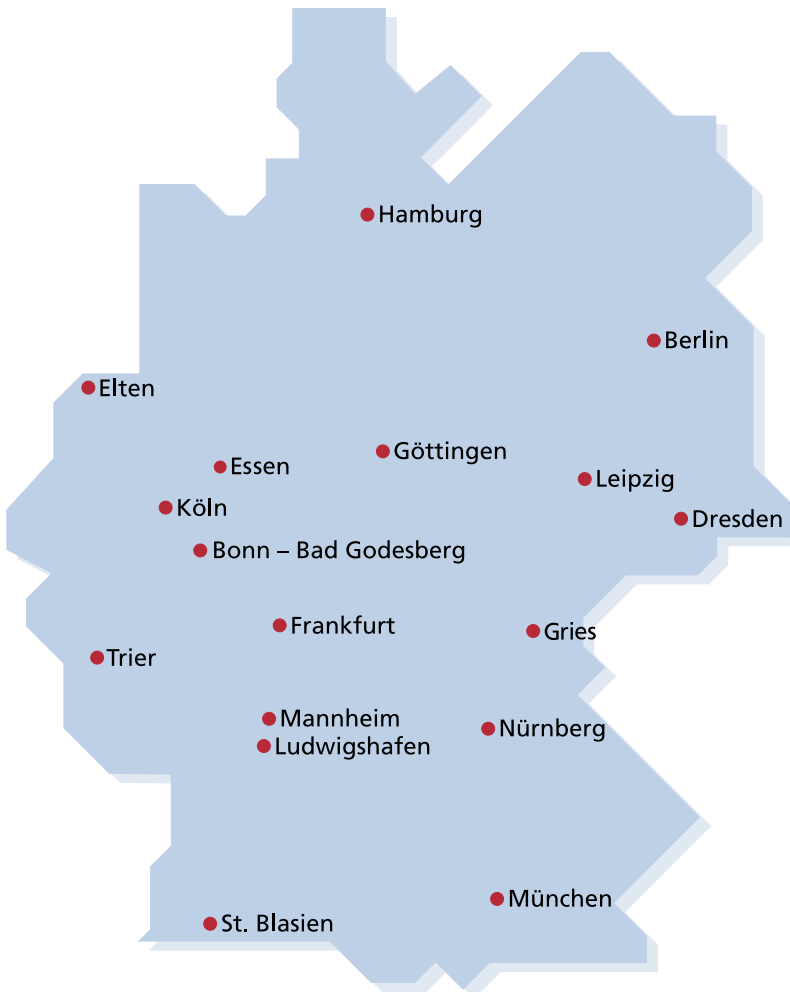 Hamburg
Berlin
Elten
Göttingen
Essen
Leipzig
Köln
Dresden
Bonn – Bad Godesberg
Frankfurt
Gries
Trier
Mannheim
Nürnberg
Ludwigshafen
München
St. Blasien